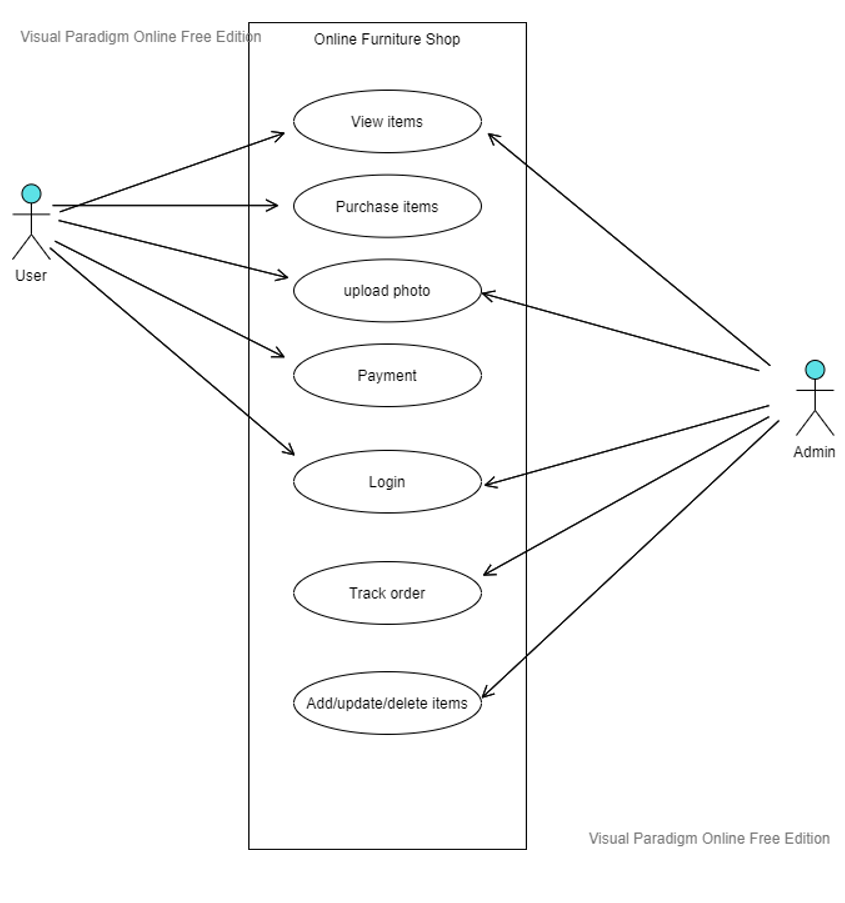 Visual Paradigm Online Free Edition
Online Furniture Shop
View items
Purchase items
User
upload photo
Payment
Admin
Login
Track order
Add/update/delete items
Visual Paradigm Online Free Edition